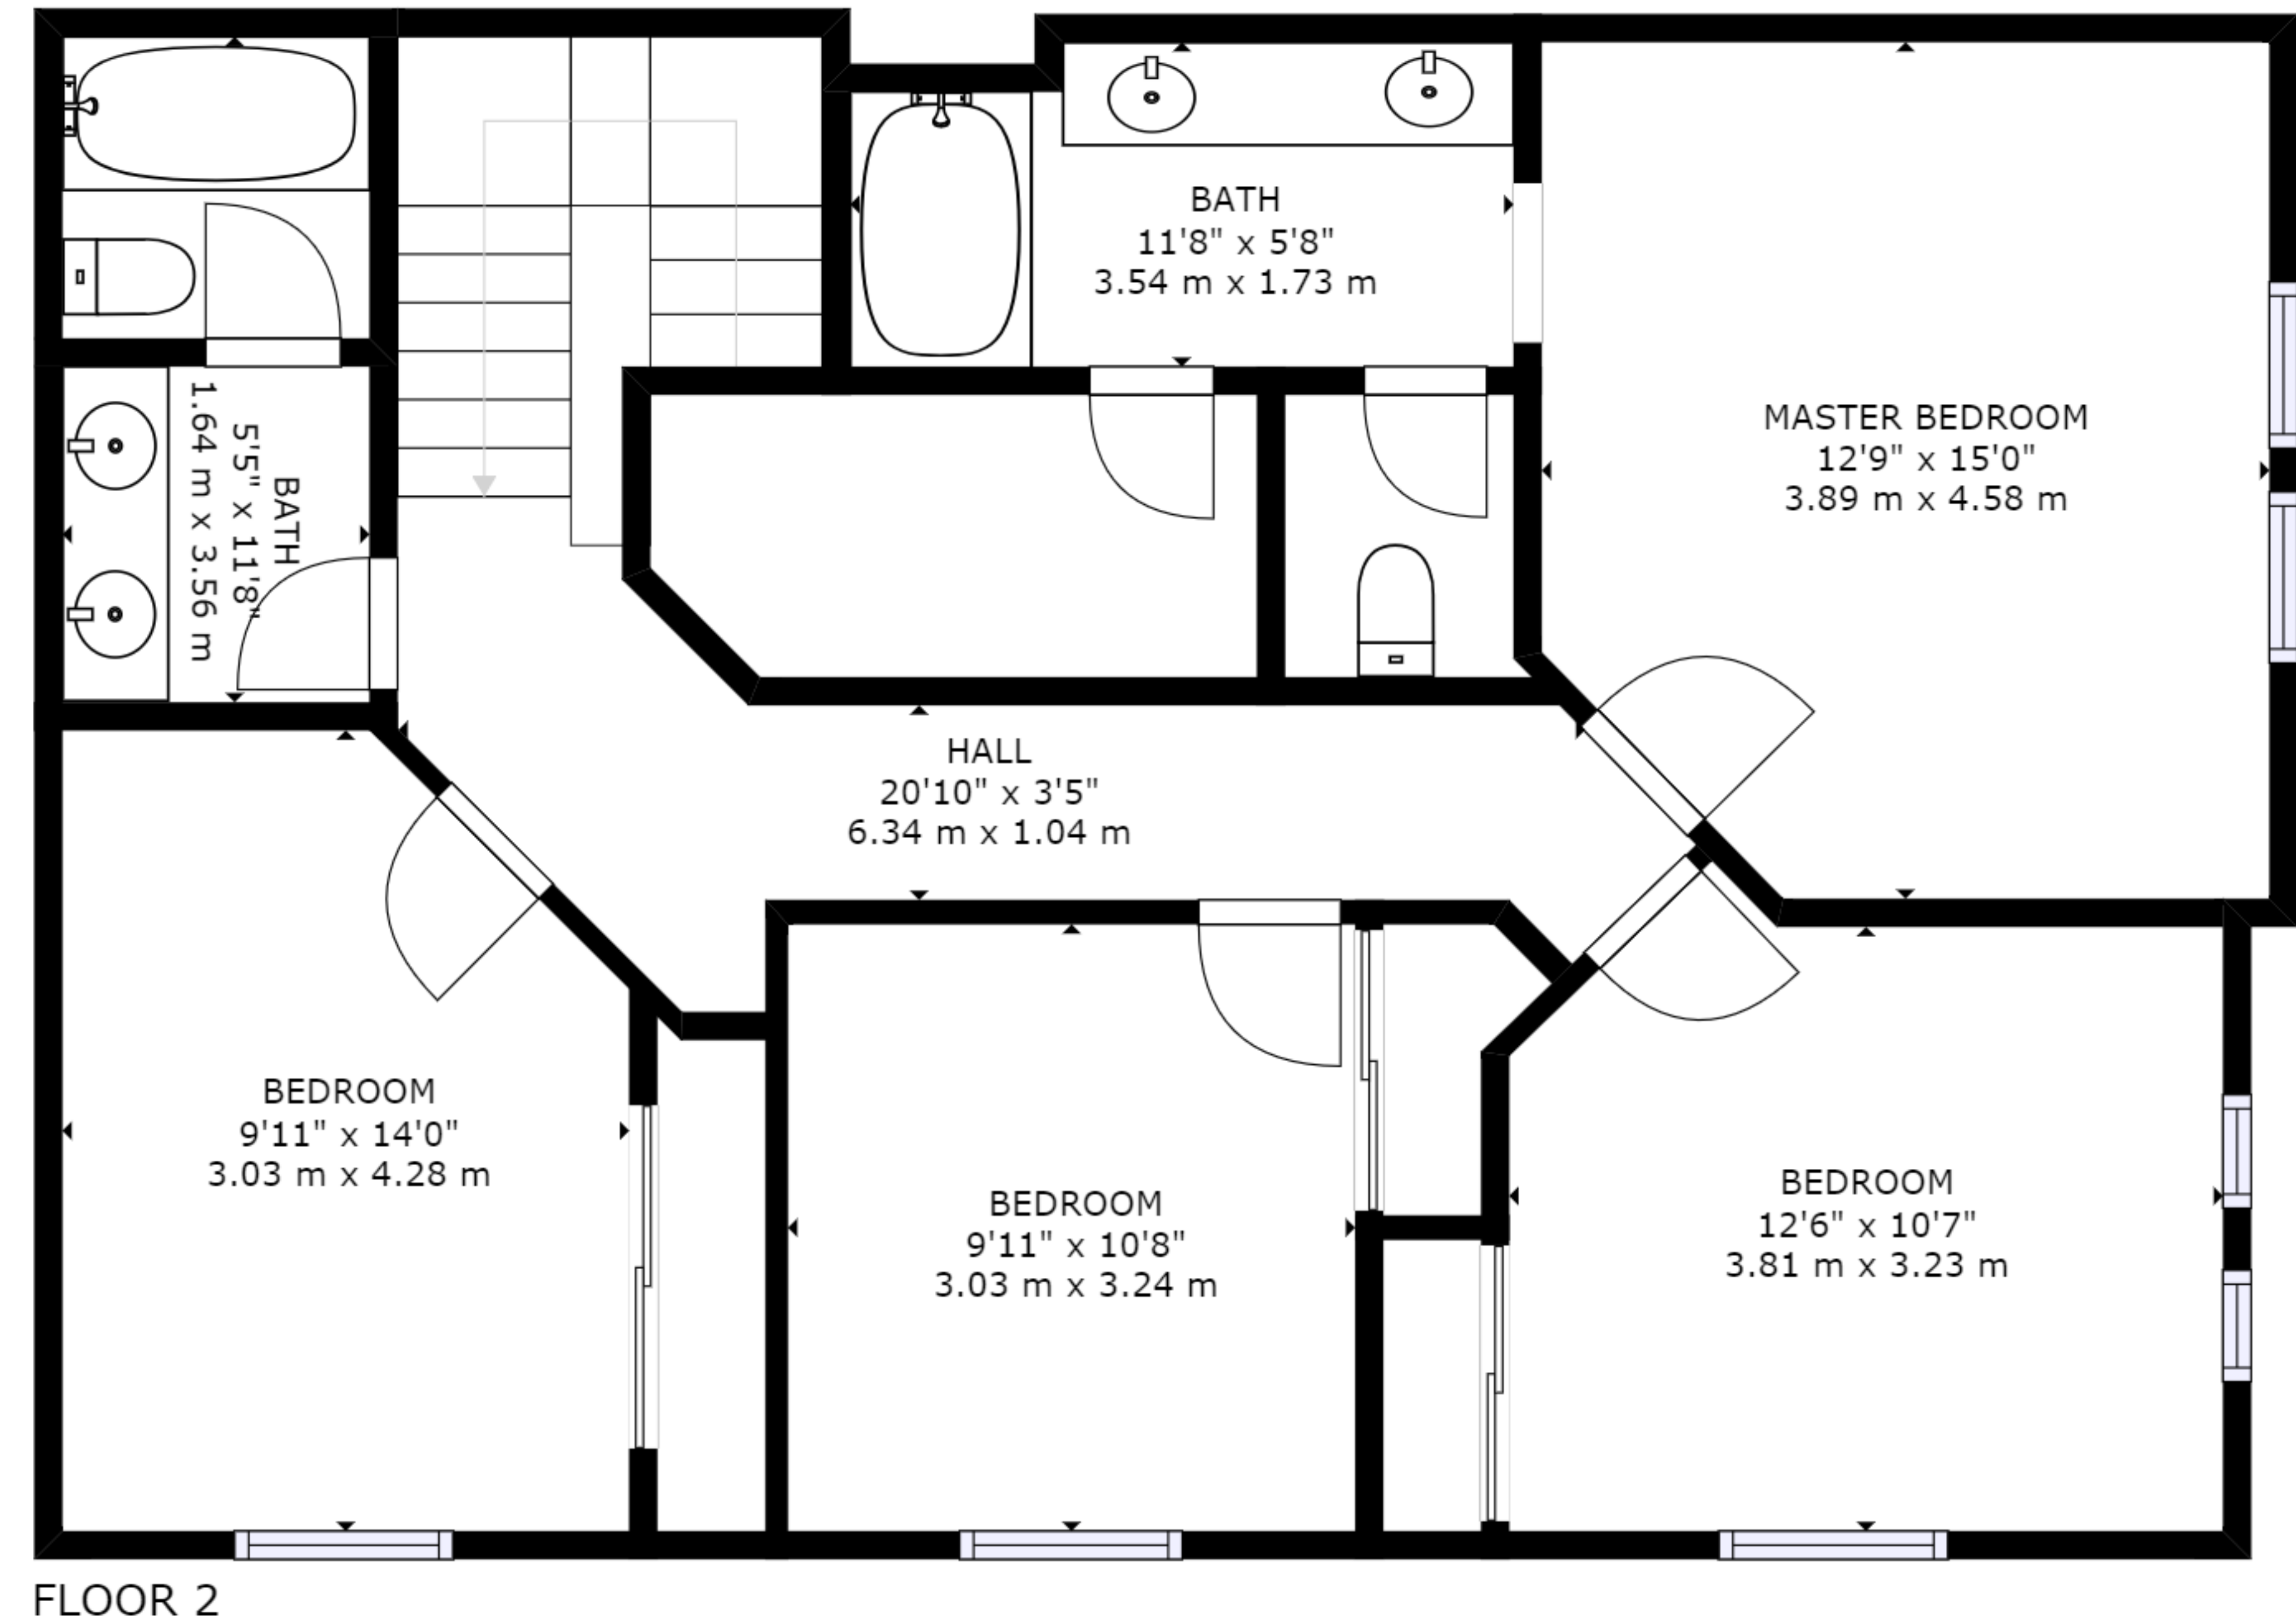 BATH
11'8" x 5'8"
3.54 m x 1.73 m
MASTER BEDROOM
12'9" x 15'0"
3.89 m x 4.58 m
BATH
5'5" x 11'8"
1.64 m x 3.56 m
HALL
20'10" x 3'5"
6.34 m x 1.04 m
BEDROOM
9'11" x 14'0"
3.03 m x 4.28 m
BEDROOM
9'11" x 10'8"
3.03 m x 3.24 m
BEDROOM
12'6" x 10'7"
3.81 m x 3.23 m
FLOOR 2